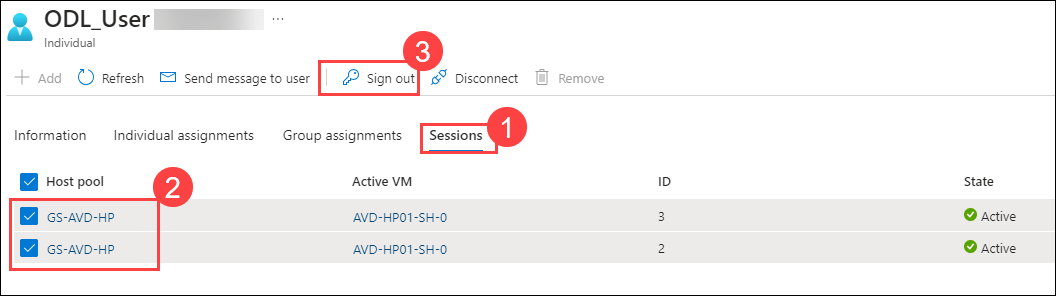 ODL_User ...
Individual
3
Add Refresh Send message to user Sign out Disconnect Remove
Information Individual assignments Group assignments Sessions 1
Host pool 2 Active VM ID State
GS-AVD-HP AVD-HP01-SH-0 3 Active
GS-AVD-HP AVD-HP01-SH-0 2 Active